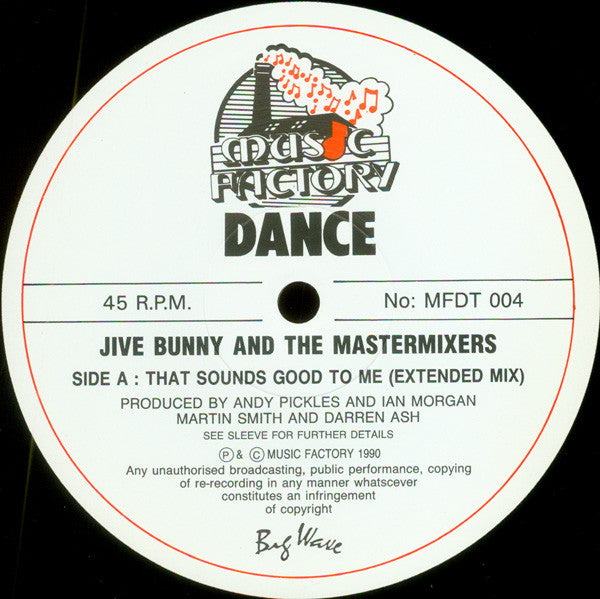 music
FACTORY
DANCE
45 R.P.M.
No: MFDT 004
JIVE BUNNY AND THE MASTERMIXERS
SIDE A : THAT SOUNDS GOOD TO ME (EXTENDED MIX)
PRODUCED BY ANDY PICKLES AND IAN MORGAN
MARTIN SMITH AND DARREN ASH
SEE SLEEVE FOR FURTHER DETAILS
Ⓟ & © MUSIC FACTORY 1990
Any unauthorised broadcasting, public performance, copying
of re-recording in any manner whatscever
constitutes an infringement
of copyright
Big Wave